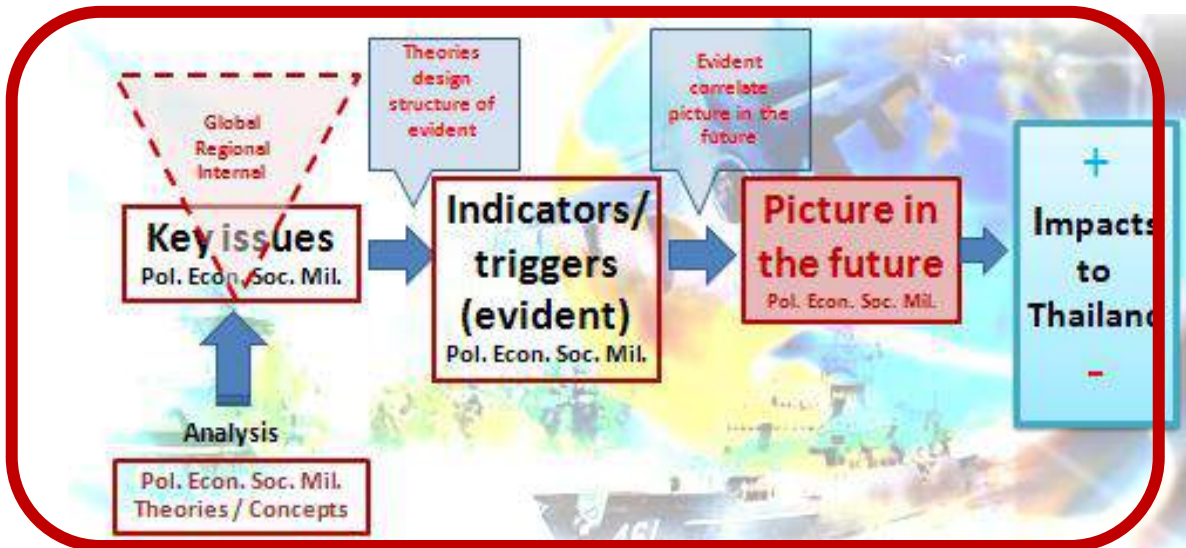 Global
Regional
Internal
Key issues
Pol. Econ. Soc. Mil.
Analysis
Pol. Econ. Soc. Mil.
Theories / Concepts
Theories
design
structure of
evident
Indicators/
triggers
(evident)
Pol. Econ. Soc. Mil.
Evident
correlate
picture in the
future
Picture in
the future
Pol. Econ. Soc. Mil.
+
Impacts
to
Thailand
-